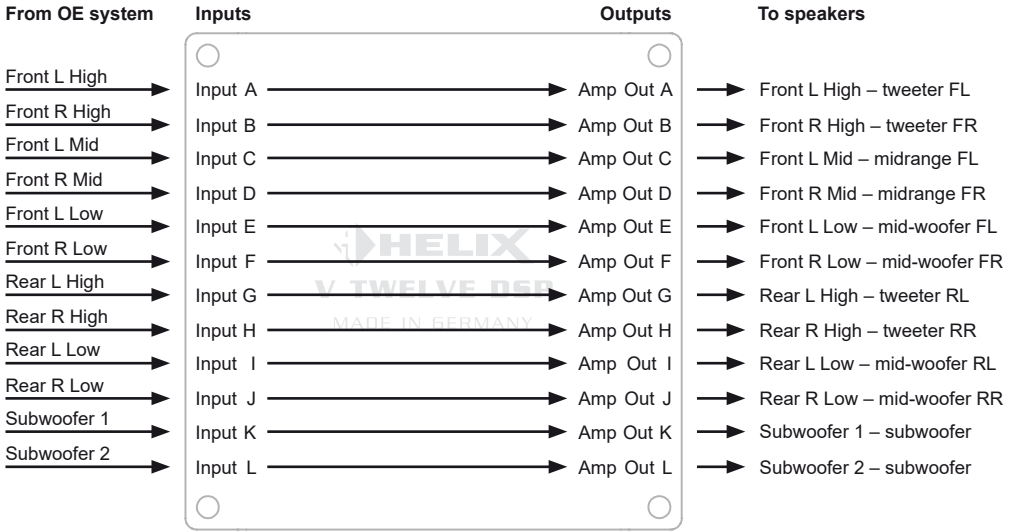 From OE system Inputs Outputs To speakers
Front L High Input A Amp Out A Front L High – tweeter FL
Front R High Input B Amp Out B Front R High – tweeter FR
Front L Mid Input C Amp Out C Front L Mid – midrange FL
Front R Mid Input D Amp Out D Front R Mid – midrange FR
Front L Low Input E Amp Out E Front L Low – mid-woofer FL
HELIX
Front R Low Input F Amp Out F Front R Low – mid-woofer FR
Rear L High Input G V TWELVE DSP Amp Out G Rear L High – tweeter RL
Rear R High Input H MADE IN GERMANY Amp Out H Rear R High – tweeter RR
Rear L Low Input I Amp Out I Rear L Low – mid-woofer RL
Rear R Low Input J Amp Out J Rear R Low – mid-woofer RR
Subwoofer 1 Input K Amp Out K Subwoofer 1 – subwoofer
Subwoofer 2 Input L Amp Out L Subwoofer 2 – subwoofer